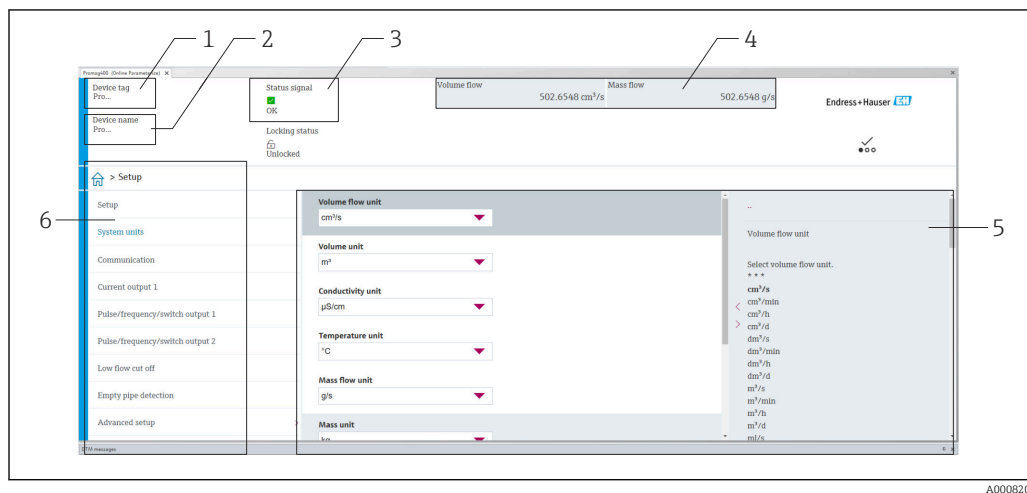 1 2 3 4
Promag400 (Online Parameterize) X
Device tag
Pro...
Device name
Pro...
Status signal
OK
Locking status
Unlocked
Volume flow
502.6548 cm³/s
Mass flow
502.6548 g/s
Endress+Hauser EH
> Setup
6
Setup
System units
Communication
Current output 1
Pulse/frequency/switch output 1
Pulse/frequency/switch output 2
Low flow cut off
Empty pipe detection
Advanced setup
Volume flow unit
cm³/s
Volume unit
m³
Conductivity unit
µS/cm
Temperature unit
°C
Mass flow unit
g/s
Mass unit
kg
..
Volume flow unit
Select volume flow unit.
* * *
cm³/s
cm³/min
cm³/h
cm³/d
dm³/s
dm³/min
dm³/h
dm³/d
m³/s
m³/min
m³/h
m³/d
ml/s
5
DTM messages
A000820